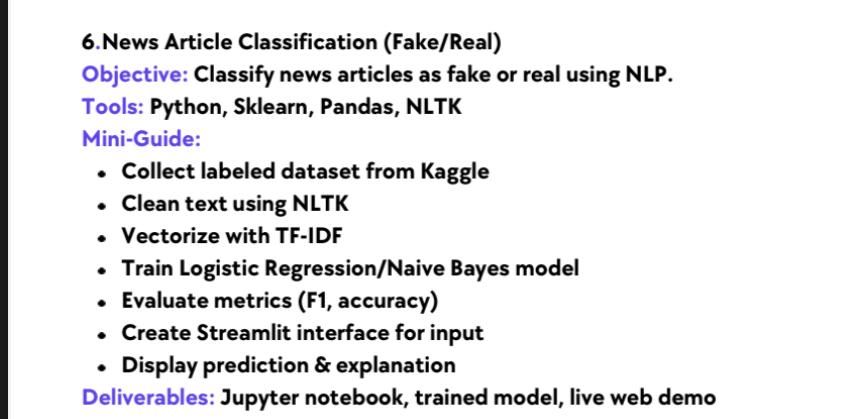 6.News Article Classification (Fake/Real)
Objective: Classify news articles as fake or real using NLP.
Tools: Python, Sklearn, Pandas, NLTK
Mini-Guide:
• Collect labeled dataset from Kaggle
• Clean text using NLTK
• Vectorize with TF-IDF
• Train Logistic Regression/Naive Bayes model
• Evaluate metrics (F1, accuracy)
• Create Streamlit interface for input
• Display prediction & explanation
Deliverables: Jupyter notebook, trained model, live web demo